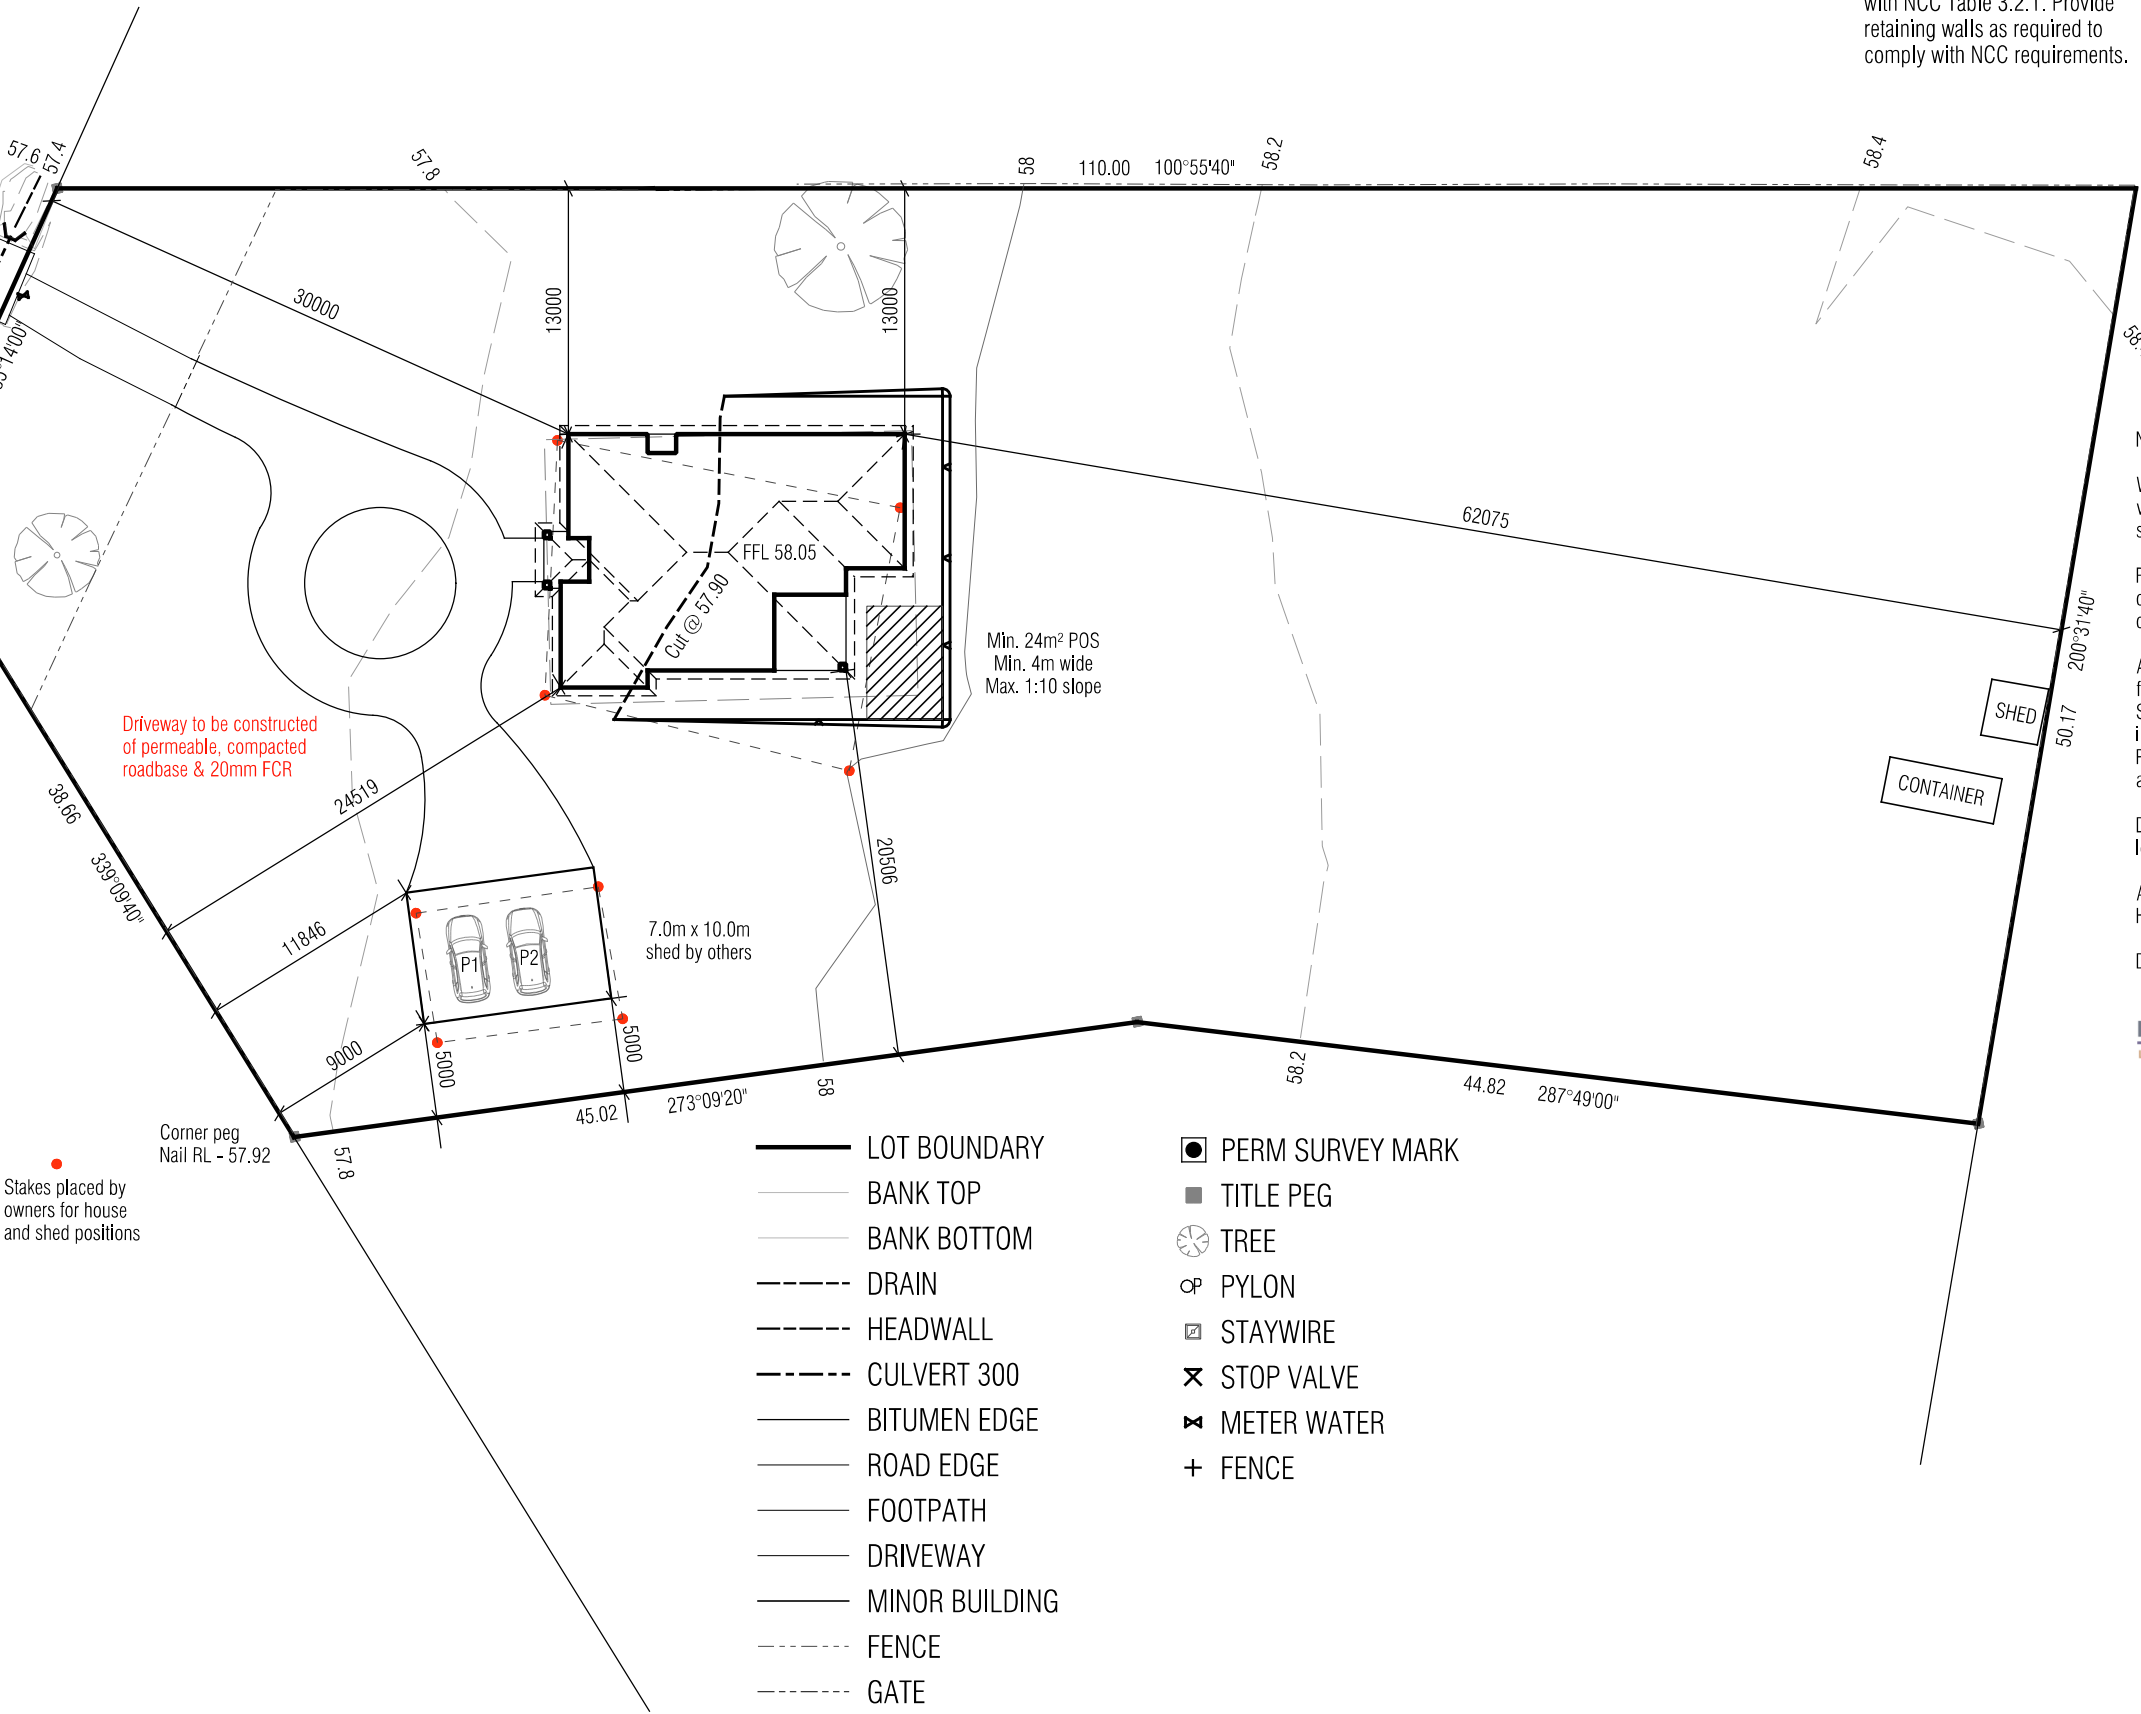 with NCC Table 3.2.1. Provide
retaining walls as required to
comply with NCC requirements.
57.6
57.4
57.8
58
110.00 100°55'40"
58.2
58.4
30000
13000
13000
62075
FFL 58.05
Cut @ 57.90
Min. 24m² POS
Min. 4m wide
Max. 1:10 slope
200°31'40"
50.17
SHED
CONTAINER
Driveway to be constructed
of permeable, compacted
roadbase & 20mm FCR
38.66
339°09'40"
24519
11846
9000
5000
5000
20506
P1
P2
7.0m x 10.0m
shed by others
45.02
273°09'20"
58
58.2
44.82 287°49'00"
57.8
Corner peg
Nail RL - 57.92
Stakes placed by
owners for house
and shed positions
LOT BOUNDARY
BANK TOP
BANK BOTTOM
DRAIN
HEADWALL
CULVERT 300
BITUMEN EDGE
ROAD EDGE
FOOTPATH
DRIVEWAY
MINOR BUILDING
FENCE
GATE
PERM SURVEY MARK
TITLE PEG
TREE
PYLON
STAYWIRE
STOP VALVE
METER WATER
FENCE